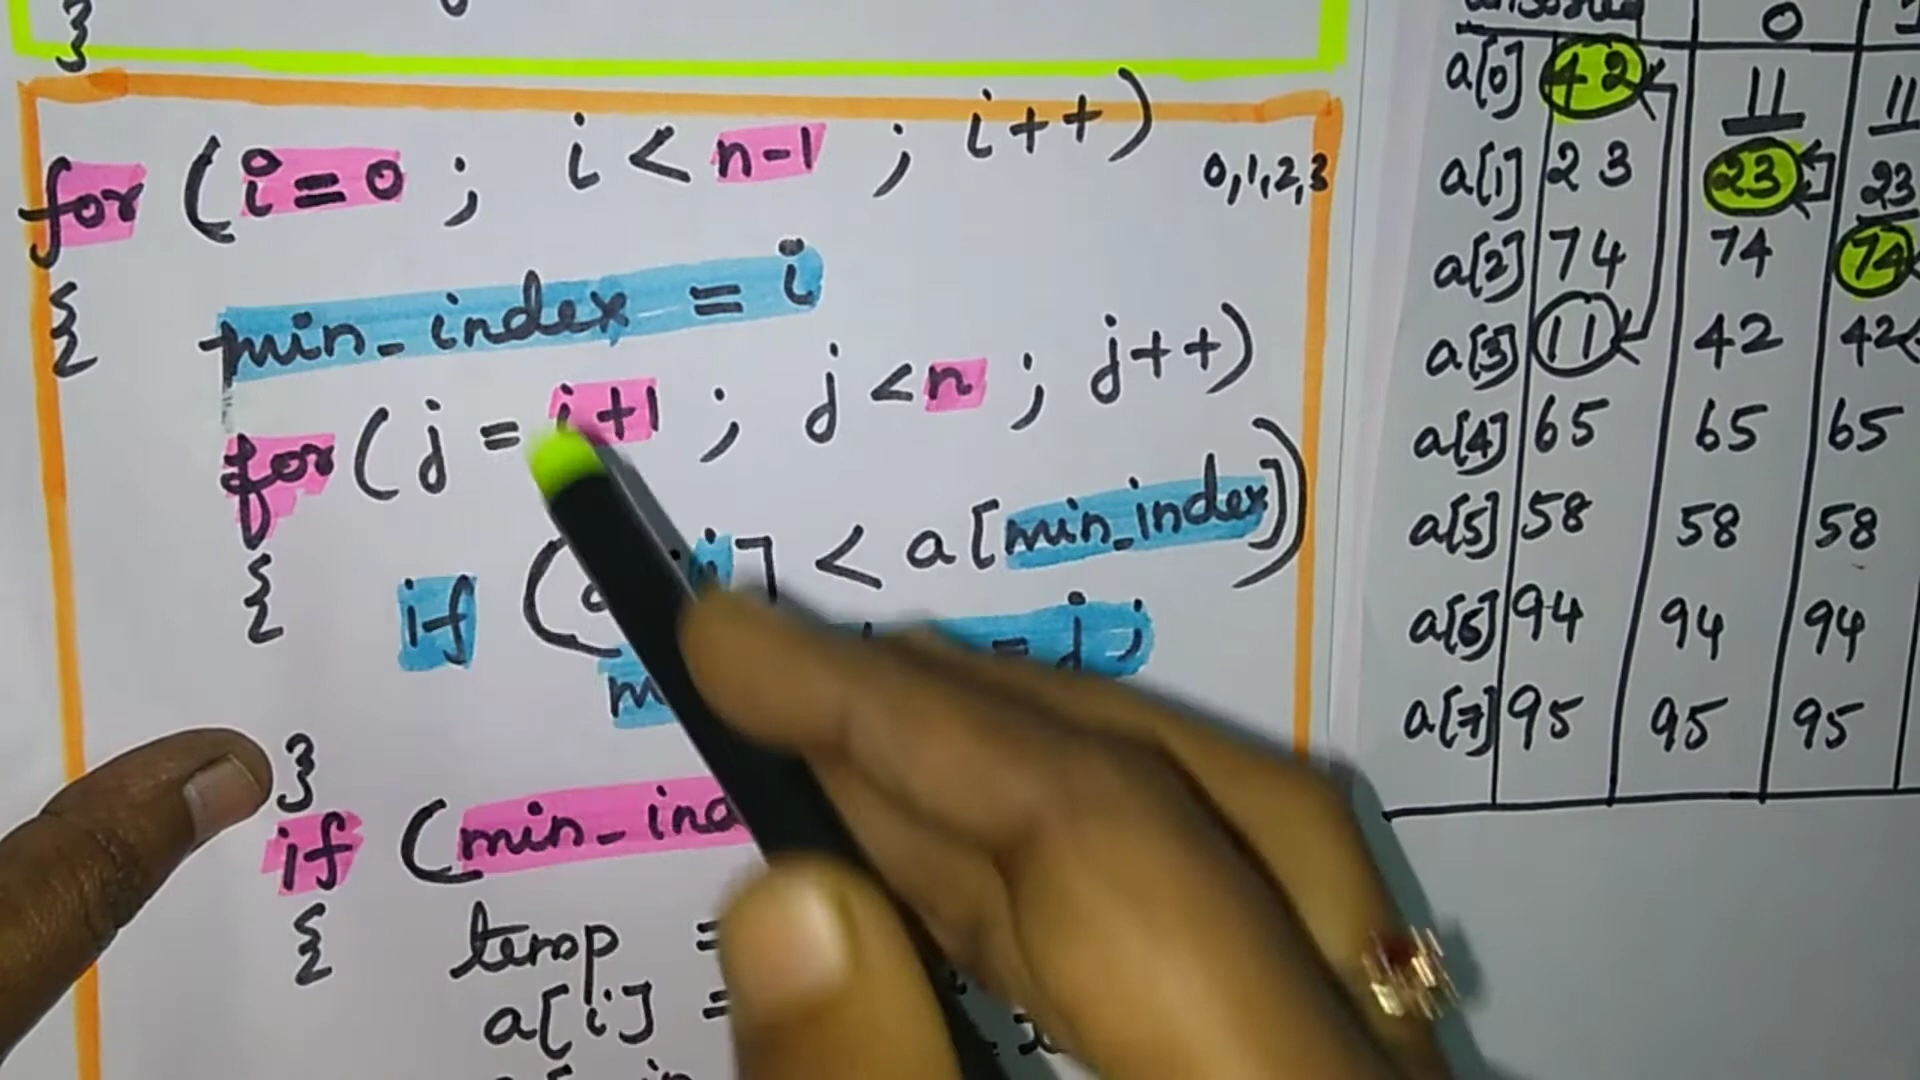 }
for (i=0 ; i < n-1 ; i++)
0,1,2,3
{
min_index = i
for ( j = i+1 ; j < n ; j++)
{
if ( j] < a[min_index])
= j ;
}
if (min_ind
{
temp =
a[i] =
0
a[0] 42 11 11
a[1] 23 23 23
a[2] 74 74 74
a[3] 11 42 42
a[4] 65 65 65
a[5] 58 58 58
a[6] 94 94 94
a[7] 95 95 95